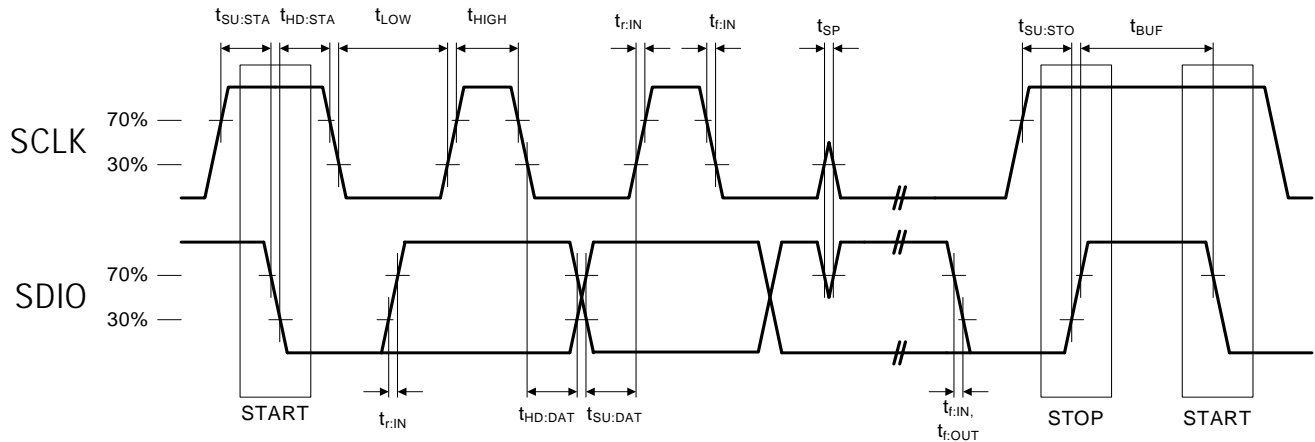 tSU:STA tHD:STA tLOW tHIGH tr:IN tf:IN tSP tSU:STO tBUF
SCLK
70%
30%
SDIO
70%
30%
START
tr:IN
tHD:DAT
tSU:DAT
tf:IN,
tf:OUT
STOP
START